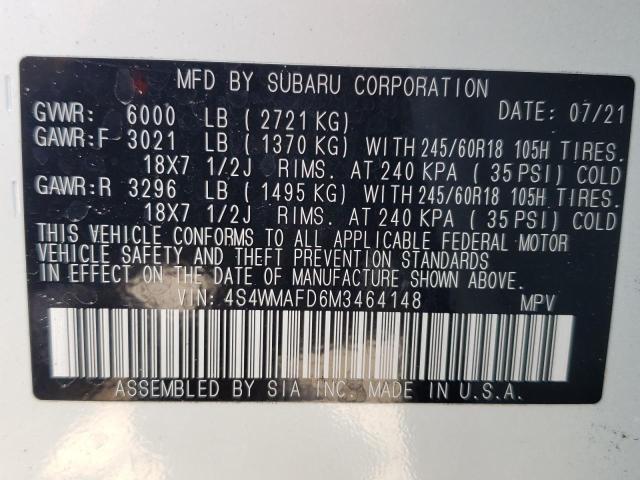 MFD BY SUBARU CORPORATION
GVWR: 6000 LB ( 2721 KG) DATE: 07/21
GAWR:F 3021 LB ( 1370 KG) WITH 245/60R18 105H TIRES.
18X7 1/2J RIMS. AT 240 KPA ( 35 PSI) COLD
GAWR:R 3296 LB ( 1495 KG) WITH 245/60R18 105H TIRES.
18X7 1/2J RIMS. AT 240 KPA ( 35 PSI) COLD
THIS VEHICLE CONFORMS TO ALL APPLICABLE FEDERAL MOTOR
VEHICLE SAFETY AND THEFT PREVENTION STANDARDS
IN EFFECT ON THE DATE OF MANUFACTURE SHOWN ABOVE.
VIN: 4S4WMAFD6M3464148 MPV
ASSEMBLED BY SIA INC. MADE IN U.S.A.